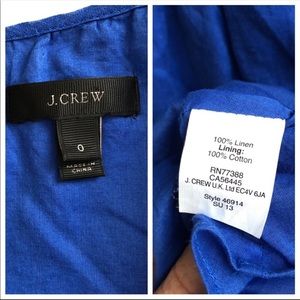 J.CREW
0
MADE IN
CHINA
100% Linen
Lining:
100% Cotton
RN77388
CA56445
J. CREW U.K. Ltd EC4V 6JA
Style 46914
SU 13